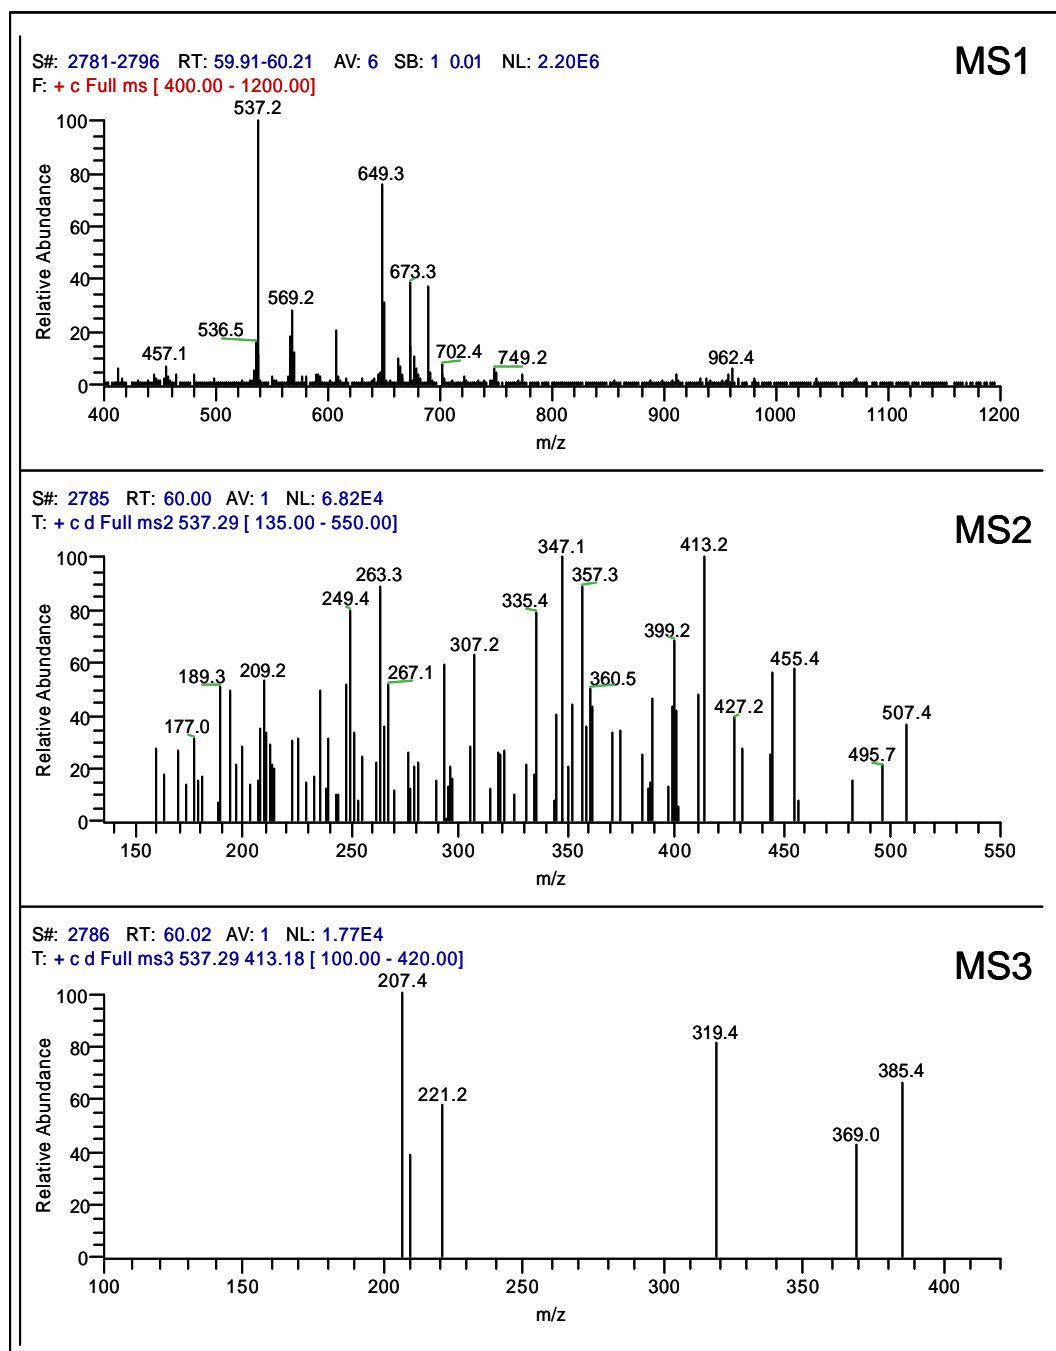 S#: 2781-2796 RT: 59.91-60.21 AV: 6 SB: 1 0.01 NL: 2.20E6
F: + c Full ms [ 400.00 - 1200.00]
MS1
537.2
649.3
673.3
569.2
536.5
457.1
702.4
749.2
962.4
Relative Abundance
100
80
60
40
20
0
400 500 600 700 800 900 1000 1100 1200
m/z
S#: 2785 RT: 60.00 AV: 1 NL: 6.82E4
T: + c d Full ms2 537.29 [ 135.00 - 550.00]
MS2
347.1
413.2
263.3
357.3
249.4
335.4
399.2
307.2
189.3
209.2
267.1
360.5
455.4
427.2
507.4
177.0
495.7
Relative Abundance
100
80
60
40
20
0
150 200 250 300 350 400 450 500 550
m/z
S#: 2786 RT: 60.02 AV: 1 NL: 1.77E4
T: + c d Full ms3 537.29 413.18 [ 100.00 - 420.00]
MS3
207.4
319.4
385.4
221.2
369.0
Relative Abundance
100
80
60
40
20
0
100 150 200 250 300 350 400
m/z